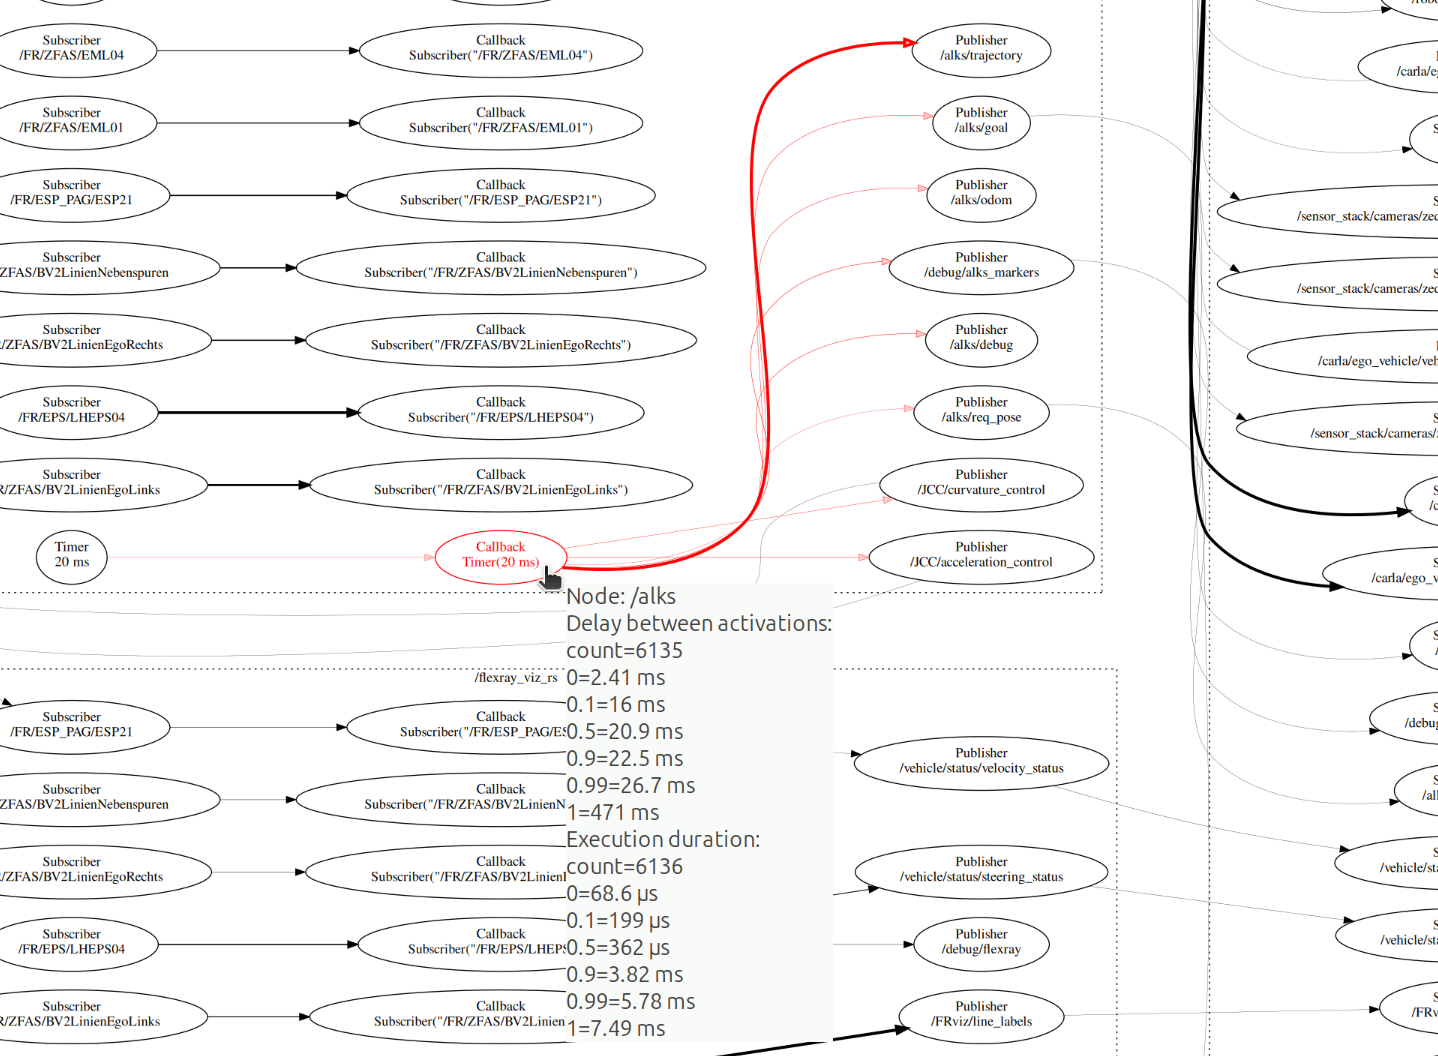 Subscriber
/FR/ZFAS/EML04
Callback
Subscriber("/FR/ZFAS/EML04")
Publisher
/alks/trajectory
/carla/eg
Subscriber
/FR/ZFAS/EML01
Callback
Subscriber("/FR/ZFAS/EML01")
Publisher
/alks/goal
Subscriber
/FR/ESP_PAG/ESP21
Callback
Subscriber("/FR/ESP_PAG/ESP21")
Publisher
/alks/odom
/sensor_stack/cameras/zed
Subscriber
ZFAS/BV2LinienNebenspuren
Callback
Subscriber("/FR/ZFAS/BV2LinienNebenspuren")
Publisher
/debug/alks_markers
/sensor_stack/cameras/zed
Subscriber
R/ZFAS/BV2LinienEgoRechts
Callback
Subscriber("/FR/ZFAS/BV2LinienEgoRechts")
Publisher
/alks/debug
/carla/ego_vehicle/veh
Subscriber
/FR/EPS/LHEPS04
Callback
Subscriber("/FR/EPS/LHEPS04")
Publisher
/alks/req_pose
/sensor_stack/cameras/
Subscriber
R/ZFAS/BV2LinienEgoLinks
Callback
Subscriber("/FR/ZFAS/BV2LinienEgoLinks")
Publisher
/JCC/curvature_control
S
/c
Timer
20 ms
Callback
Timer(20 ms)
Publisher
/JCC/acceleration_control
S
/carla/ego_v
Node: /alks
Delay between activations:
count=6135
0=2.41 ms
0.1=16 ms
0.5=20.9 ms
0.9=22.5 ms
0.99=26.7 ms
1=471 ms
Execution duration:
count=6136
0=68.6 µs
0.1=199 µs
0.5=362 µs
0.9=3.82 ms
0.99=5.78 ms
1=7.49 ms
/flexray_viz_rs
Subscriber
/FR/ESP_PAG/ESP21
Callback
Subscriber("/FR/ESP_PAG/ES
Publisher
/vehicle/status/velocity_status
S
/debug
Subscriber
ZFAS/BV2LinienNebenspuren
Callback
Subscriber("/FR/ZFAS/BV2LinienN
S
/al
Subscriber
R/ZFAS/BV2LinienEgoRechts
Callback
Subscriber("/FR/ZFAS/BV2LinienI
Publisher
/vehicle/status/steering_status
S
/vehicle/sta
Subscriber
/FR/EPS/LHEPS04
Callback
Subscriber("/FR/EPS/LHEPS
Publisher
/debug/flexray
S
/vehicle/sta
Subscriber
R/ZFAS/BV2LinienEgoLinks
Callback
Subscriber("/FR/ZFAS/BV2Linien
Publisher
/FRviz/line_labels
S
/FRv